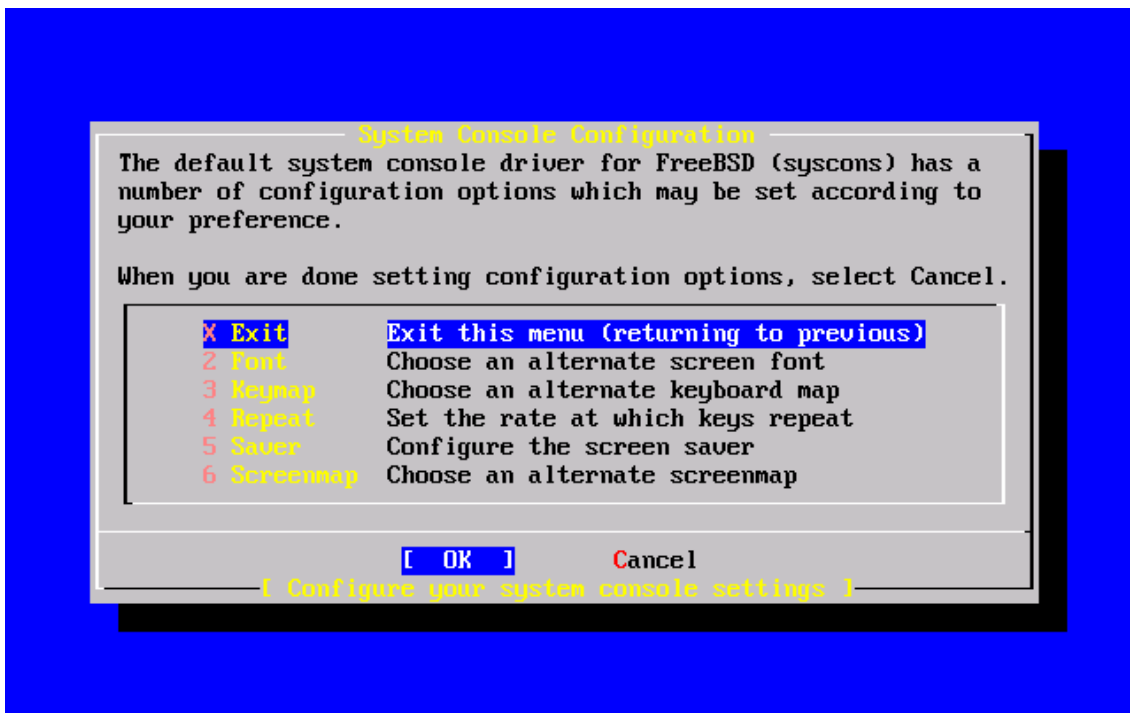 System Console Configuration
The default system console driver for FreeBSD (syscons) has a
number of configuration options which may be set according to
your preference.
When you are done setting configuration options, select Cancel.
X Exit Exit this menu (returning to previous)
2 Font Choose an alternate screen font
3 Keymap Choose an alternate keyboard map
4 Repeat Set the rate at which keys repeat
5 Saver Configure the screen saver
6 Screenmap Choose an alternate screenmap
[ OK ] Cancel
[ Configure your system console settings ]